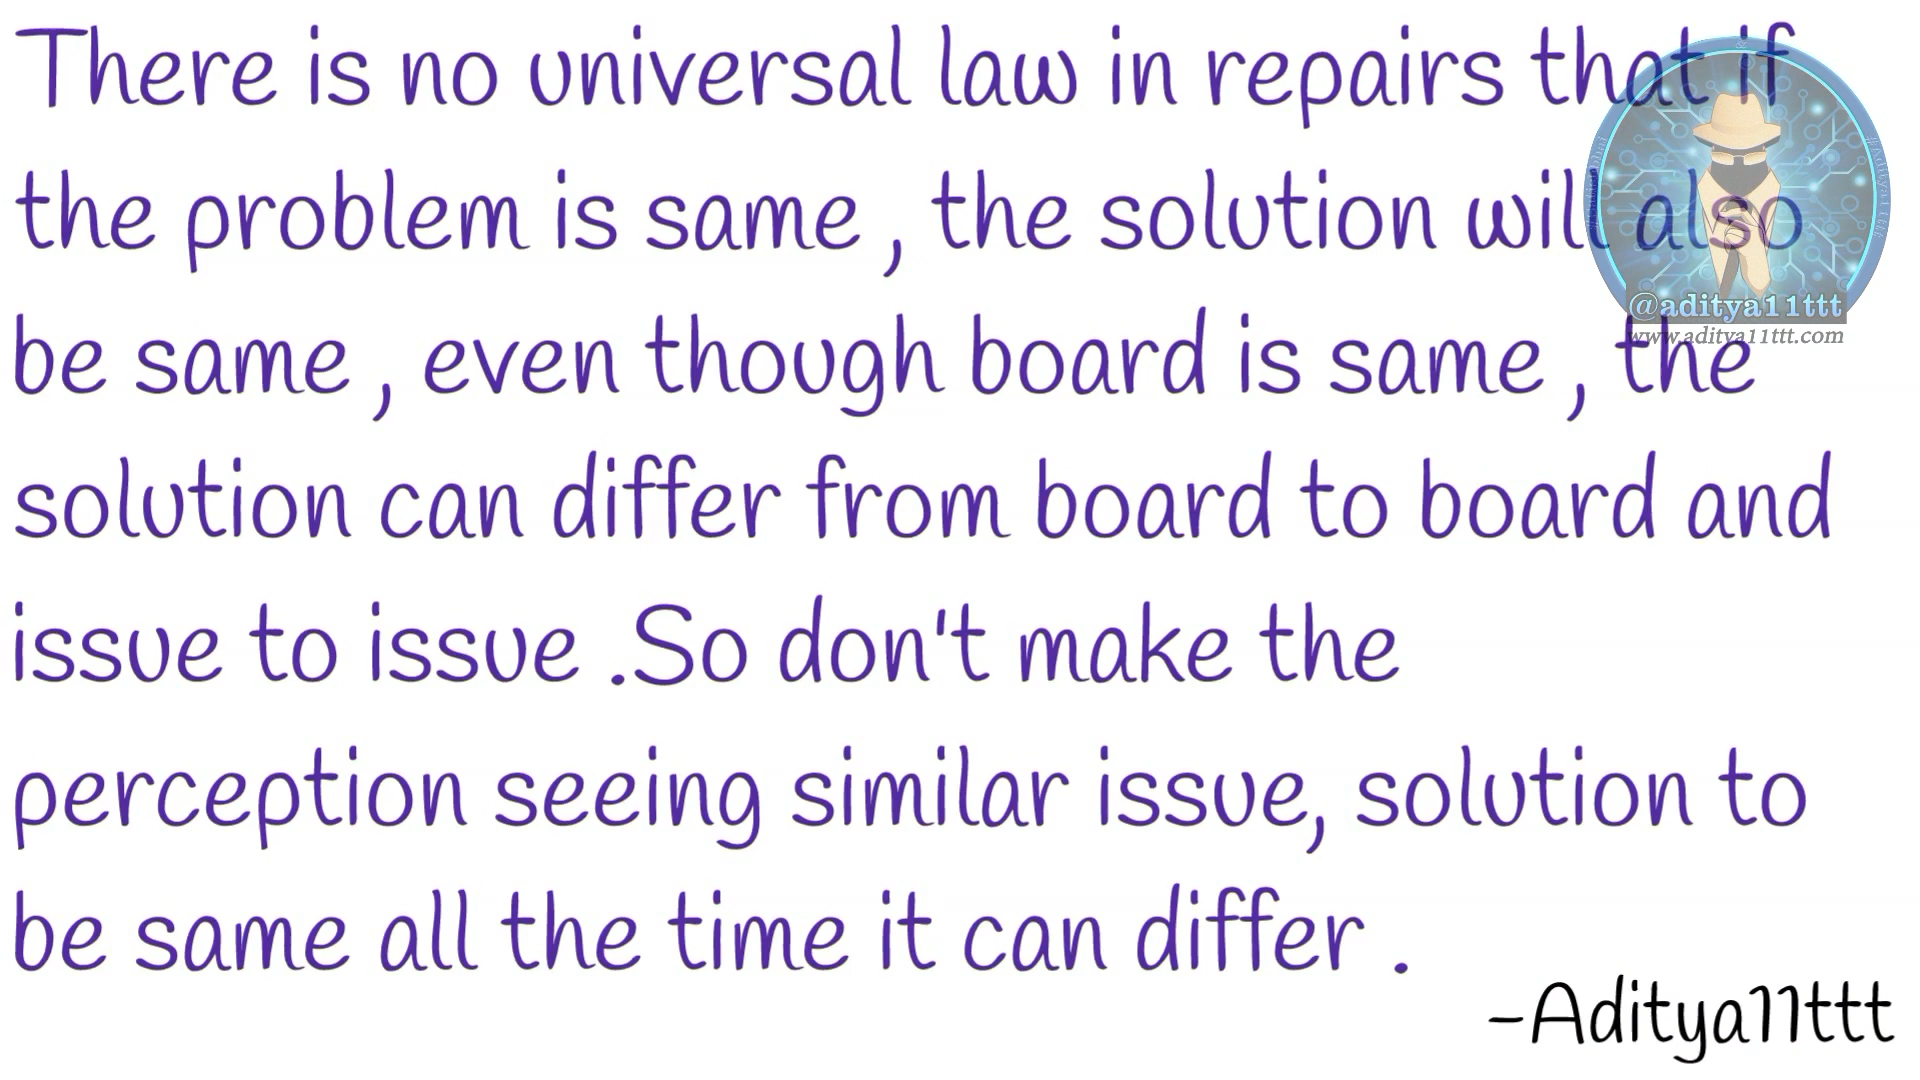 There is no universal law in repairs that if
the problem is same , the solution will also
be same , even though board is same , the
solution can differ from board to board and
issue to issue .So don't make the
perception seeing similar issue, solution to
be same all the time it can differ .
-Aditya11ttt
@aditya11ttt
www.aditya11ttt.com